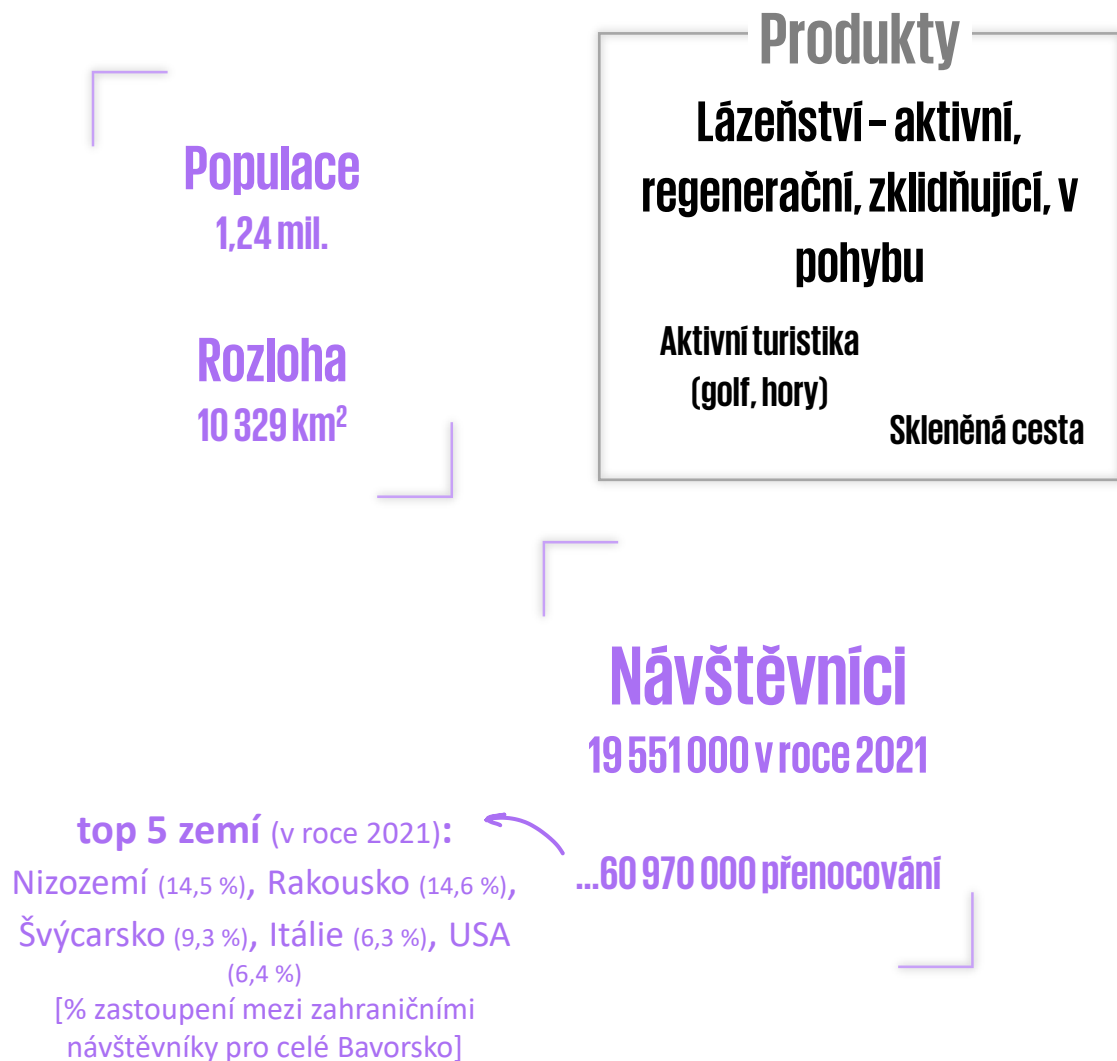 Produkty
Lázeňství – aktivní,
regenerační, zklidňující, v
pohybu
Aktivní turistika
(golf, hory)
Skleněná cesta
Populace
1,24 mil.
Rozloha
10 329 km²
Návštěvníci
19 551 000 v roce 2021
...60 970 000 přenocování
top 5 zemí (v roce 2021):
Nizozemí (14,5 %), Rakousko (14,6 %),
Švýcarsko (9,3 %), Itálie (6,3 %), USA
(6,4 %)
[% zastoupení mezi zahraničními
návštěvníky pro celé Bavorsko]